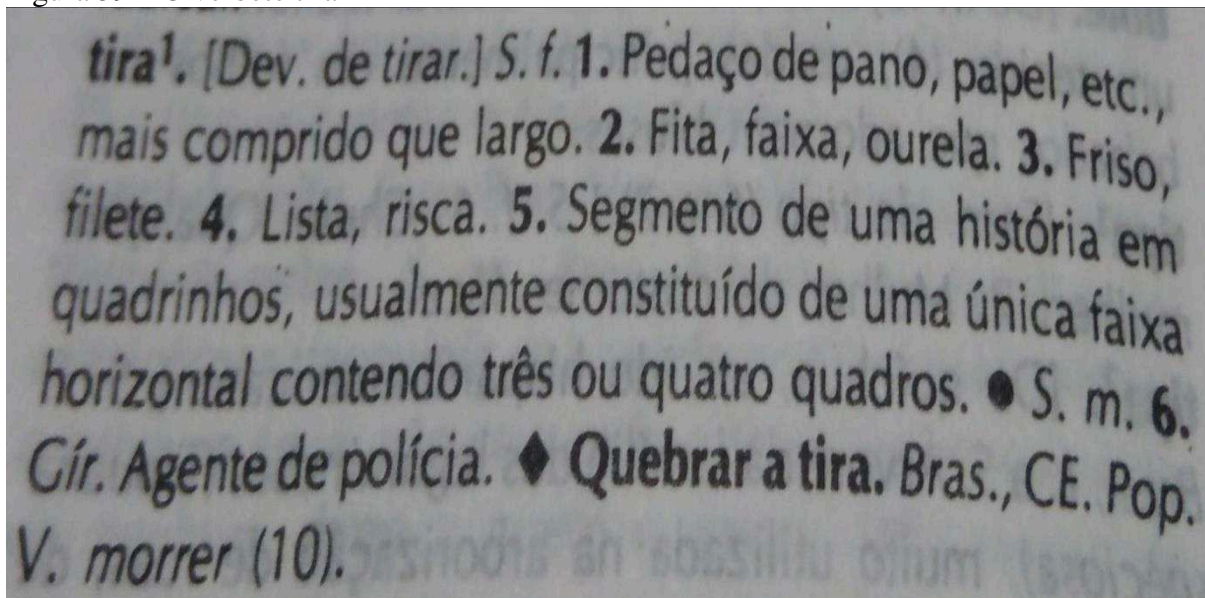 tira¹. [Dev. de tirar.] S. f. 1. Pedaço de pano, papel, etc.,
mais comprido que largo. 2. Fita, faixa, ourela. 3. Friso,
filete. 4. Lista, risca. 5. Segmento de uma história em
quadrinhos, usualmente constituído de uma única faixa
horizontal contendo três ou quatro quadros. ● S. m. 6.
Gír. Agente de polícia. ♦ Quebrar a tira. Bras., CE. Pop.
V. morrer (10).